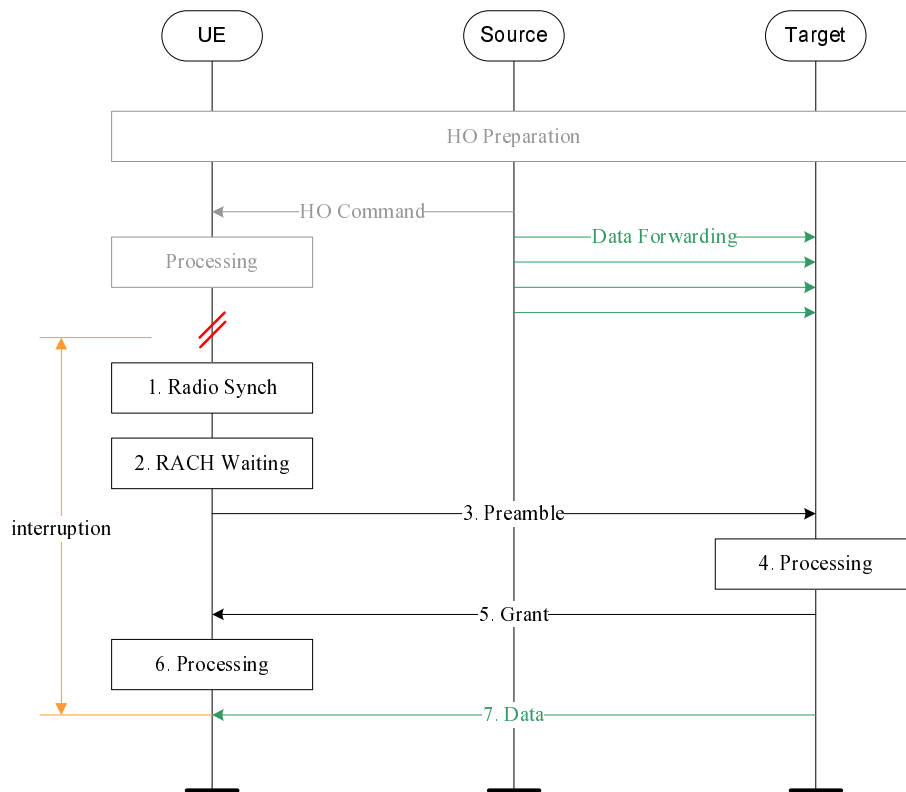 UE
Source
Target
HO Preparation
HO Command
Data Forwarding
Processing
1. Radio Synch
2. RACH Waiting
3. Preamble
interruption
4. Processing
5. Grant
6. Processing
7. Data